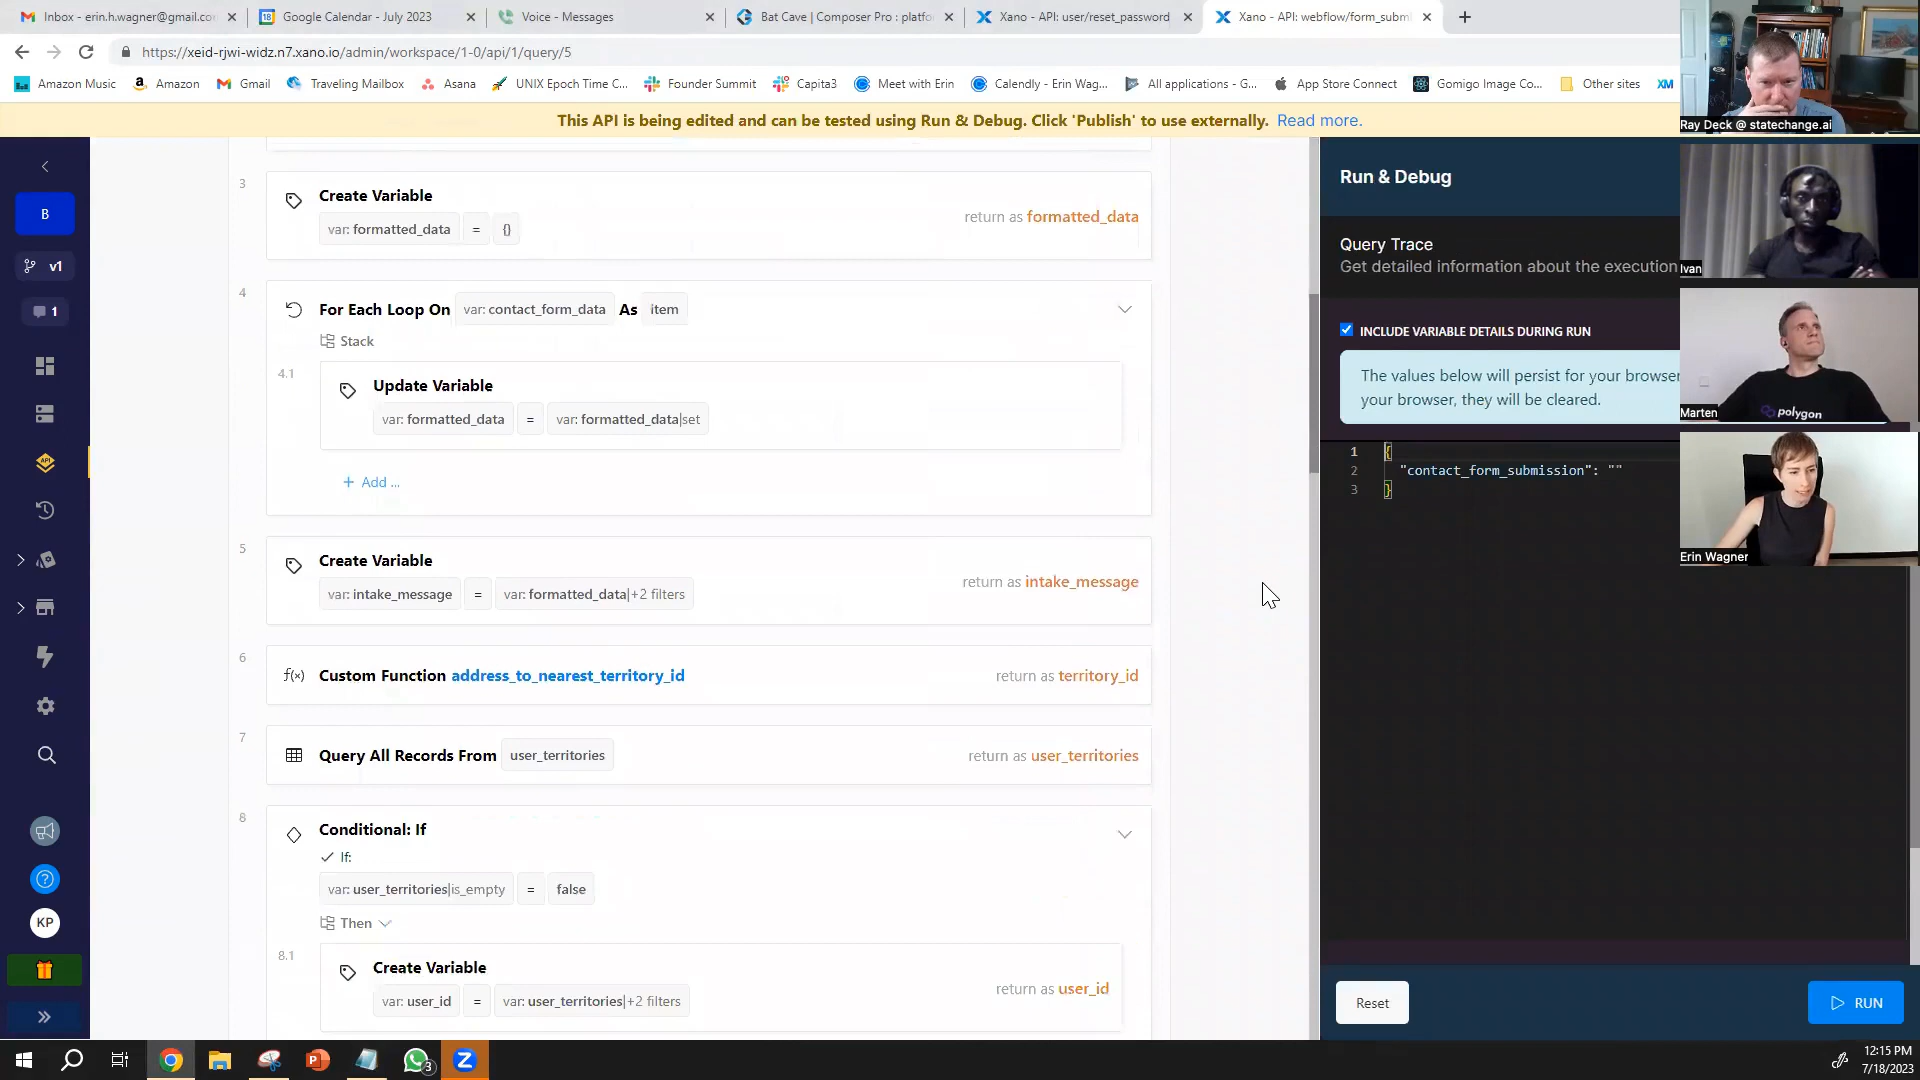 Inbox - erin.h.wagner@gmail.co
Google Calendar - July 2023
Voice - Messages
Bat Cave | Composer Pro : platfo
Xano - API: user/reset_password
Xano - API: webflow/form_subm
https://xeid-rjwi-widz.n7.xano.io/admin/workspace/1-0/api/1/query/5
Amazon Music
Amazon
Gmail
Traveling Mailbox
Asana
UNIX Epoch Time C...
Founder Summit
Capita3
Meet with Erin
Calendly - Erin Wag...
All applications - G...
App Store Connect
Gomigo Image Co...
Other sites
XM
This API is being edited and can be tested using Run & Debug. Click 'Publish' to use externally. Read more.
B
v1
1
KP
3
Create Variable
var: formatted_data = {}
return as formatted_data
4
For Each Loop On var: contact_form_data As item
Stack
4.1
Update Variable
var: formatted_data = var: formatted_data|set
+ Add ...
5
Create Variable
var: intake_message = var: formatted_data|+2 filters
return as intake_message
6
f(x) Custom Function address_to_nearest_territory_id
return as territory_id
7
Query All Records From user_territories
return as user_territories
8
Conditional: If
If:
var: user_territories|is_empty = false
Then
8.1
Create Variable
var: user_id = var: user_territories|+2 filters
return as user_id
Run & Debug
Query Trace
Get detailed information about the execution
INCLUDE VARIABLE DETAILS DURING RUN
The values below will persist for your browser
your browser, they will be cleared.
1 {
2 "contact_form_submission": ""
3 }
Reset
RUN
Ray Deck @ statechange.ai
Ivan
polygon
Marten
Erin Wagner
3
12:15 PM
7/18/2023